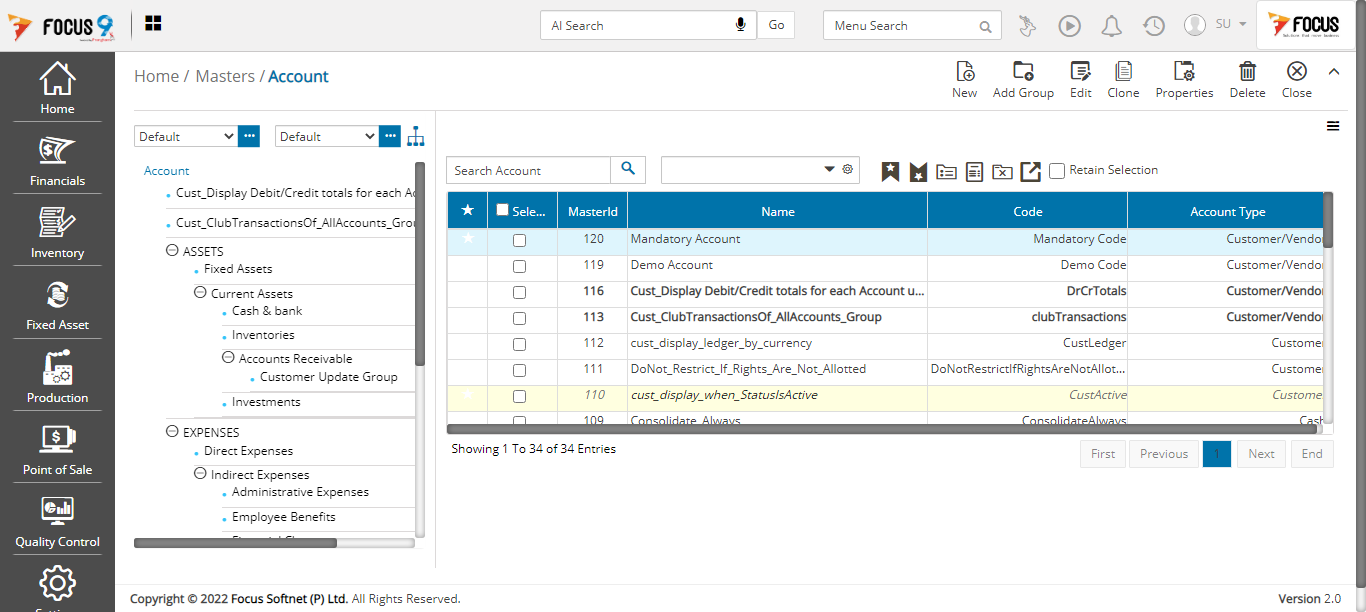 FOCUS 9
AI Search
Go
Menu Search
SU
FOCUS
Home
Financials
Inventory
Fixed Asset
Production
Point of Sale
Quality Control
Home / Masters / Account
New
Add Group
Edit
Clone
Properties
Delete
Close
Default
Default
Account
Cust_Display Debit/Credit totals for each Ac
Cust_ClubTransactionsOf_AllAccounts_Grou
ASSETS
Fixed Assets
Current Assets
Cash & bank
Inventories
Accounts Receivable
Customer Update Group
Investments
EXPENSES
Direct Expenses
Indirect Expenses
Administrative Expenses
Employee Benefits
Search Account
Retain Selection
Sele... MasterId Name Code Account Type
120 Mandatory Account Mandatory Code Customer/Vendo
119 Demo Account Demo Code Customer/Vendo
116 Cust_Display Debit/Credit totals for each Account u... DrCrTotals Customer/Vendo
113 Cust_ClubTransactionsOf_AllAccounts_Group clubTransactions Customer/Vendo
112 cust_display_ledger_by_currency CustLedger Custome
111 DoNot_Restrict_If_Rights_Are_Not_Allotted DoNotRestrictIfRightsAreNotAllot... Custome
110 cust_display_when_StatusIsActive CustActive Custome
109 Consolidate_Always ConsolidateAlways Cash
Showing 1 To 34 of 34 Entries
First
Previous
1
Next
End
Copyright © 2022 Focus Softnet (P) Ltd. All Rights Reserved.
Version 2.0